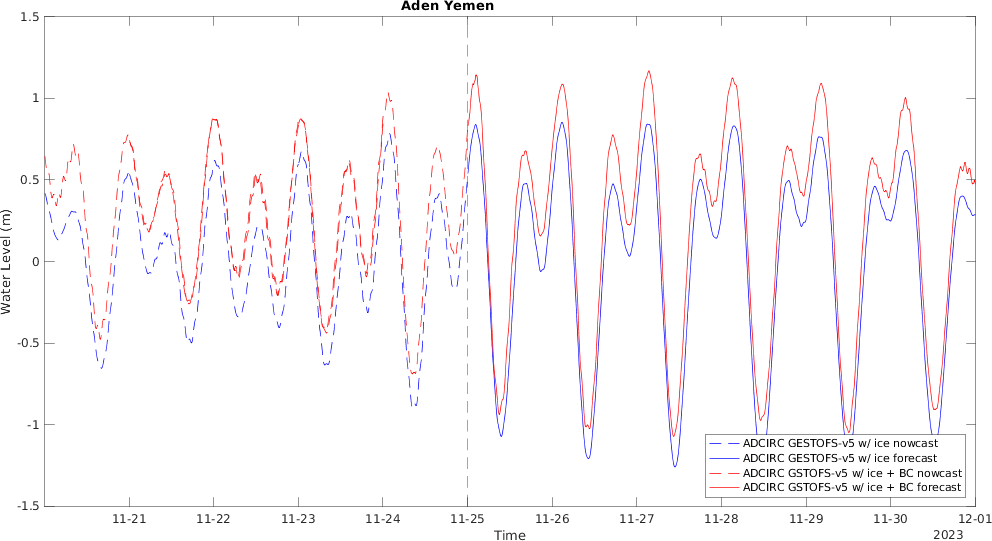 Aden Yemen
1.5
1
0.5
0
-0.5
-1
-1.5
Water Level (m)
11-21 11-22 11-23 11-24 11-25 11-26 11-27 11-28 11-29 11-30 12-01
Time
2023
ADCIRC GESTOFS-v5 w/ ice nowcast
ADCIRC GESTOFS-v5 w/ ice forecast
ADCIRC GSTOFS-v5 w/ ice + BC nowcast
ADCIRC GSTOFS-v5 w/ ice + BC forecast